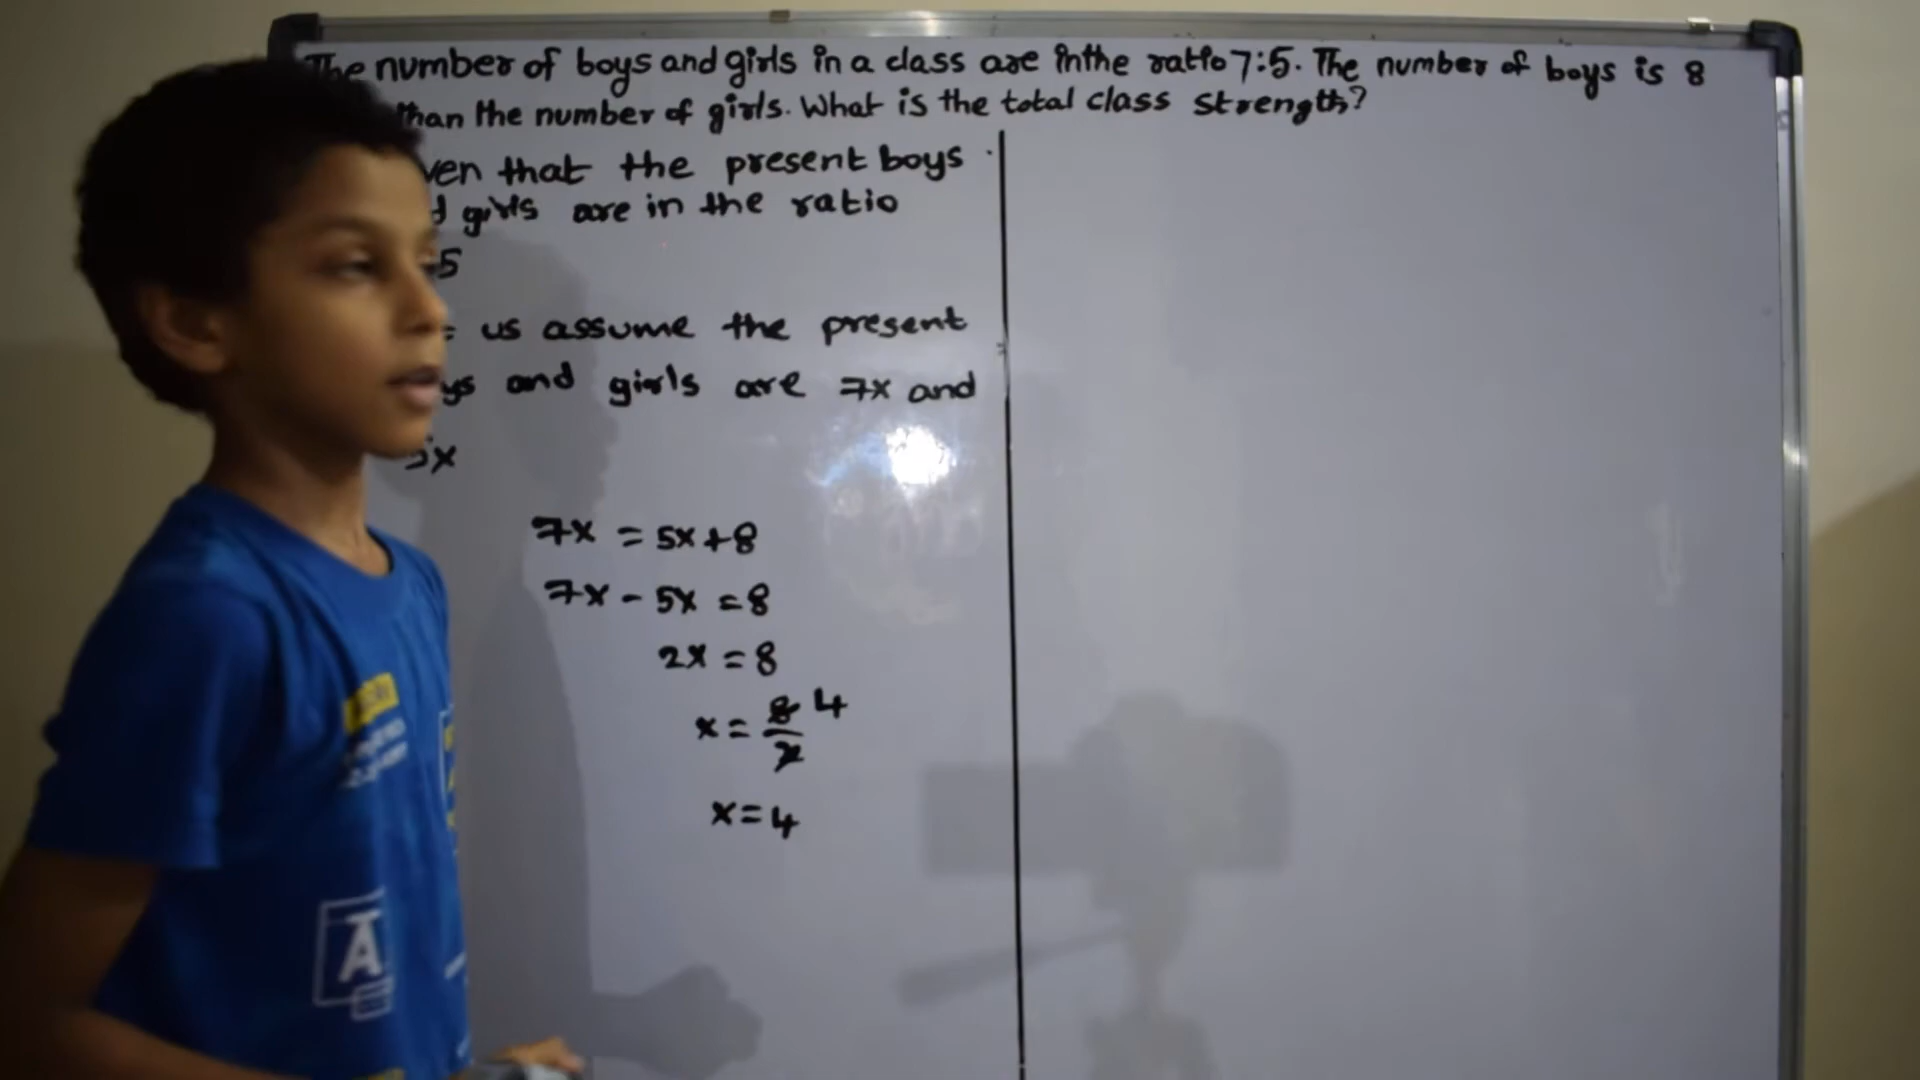 The number of boys and girls in a class are in the ratio 7:5. The number of boys is 8
than the number of girls. What is the total class strength?
that the present boys
girls are in the ratio
5
us assume the present
and girls are 7x and
5x
7x = 5x+8
7x - 5x = 8
2x = 8
x = 8/2 4
x = 4
A